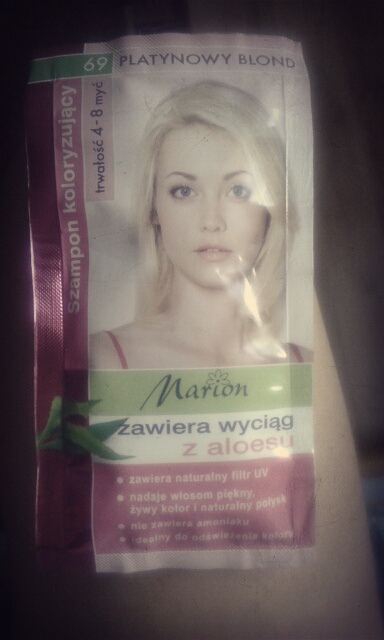 69 PLATYNOWY BLOND
Szampon koloryzujący
trwałość 4 - 8 myć
Marion
zawiera wyciąg
z aloesu
• zawiera naturalny filtr UV
• nadaje włosom piękny,
żywy kolor i naturalny połysk
• nie zawiera amoniaku
• idealny do odświeżenia koloru